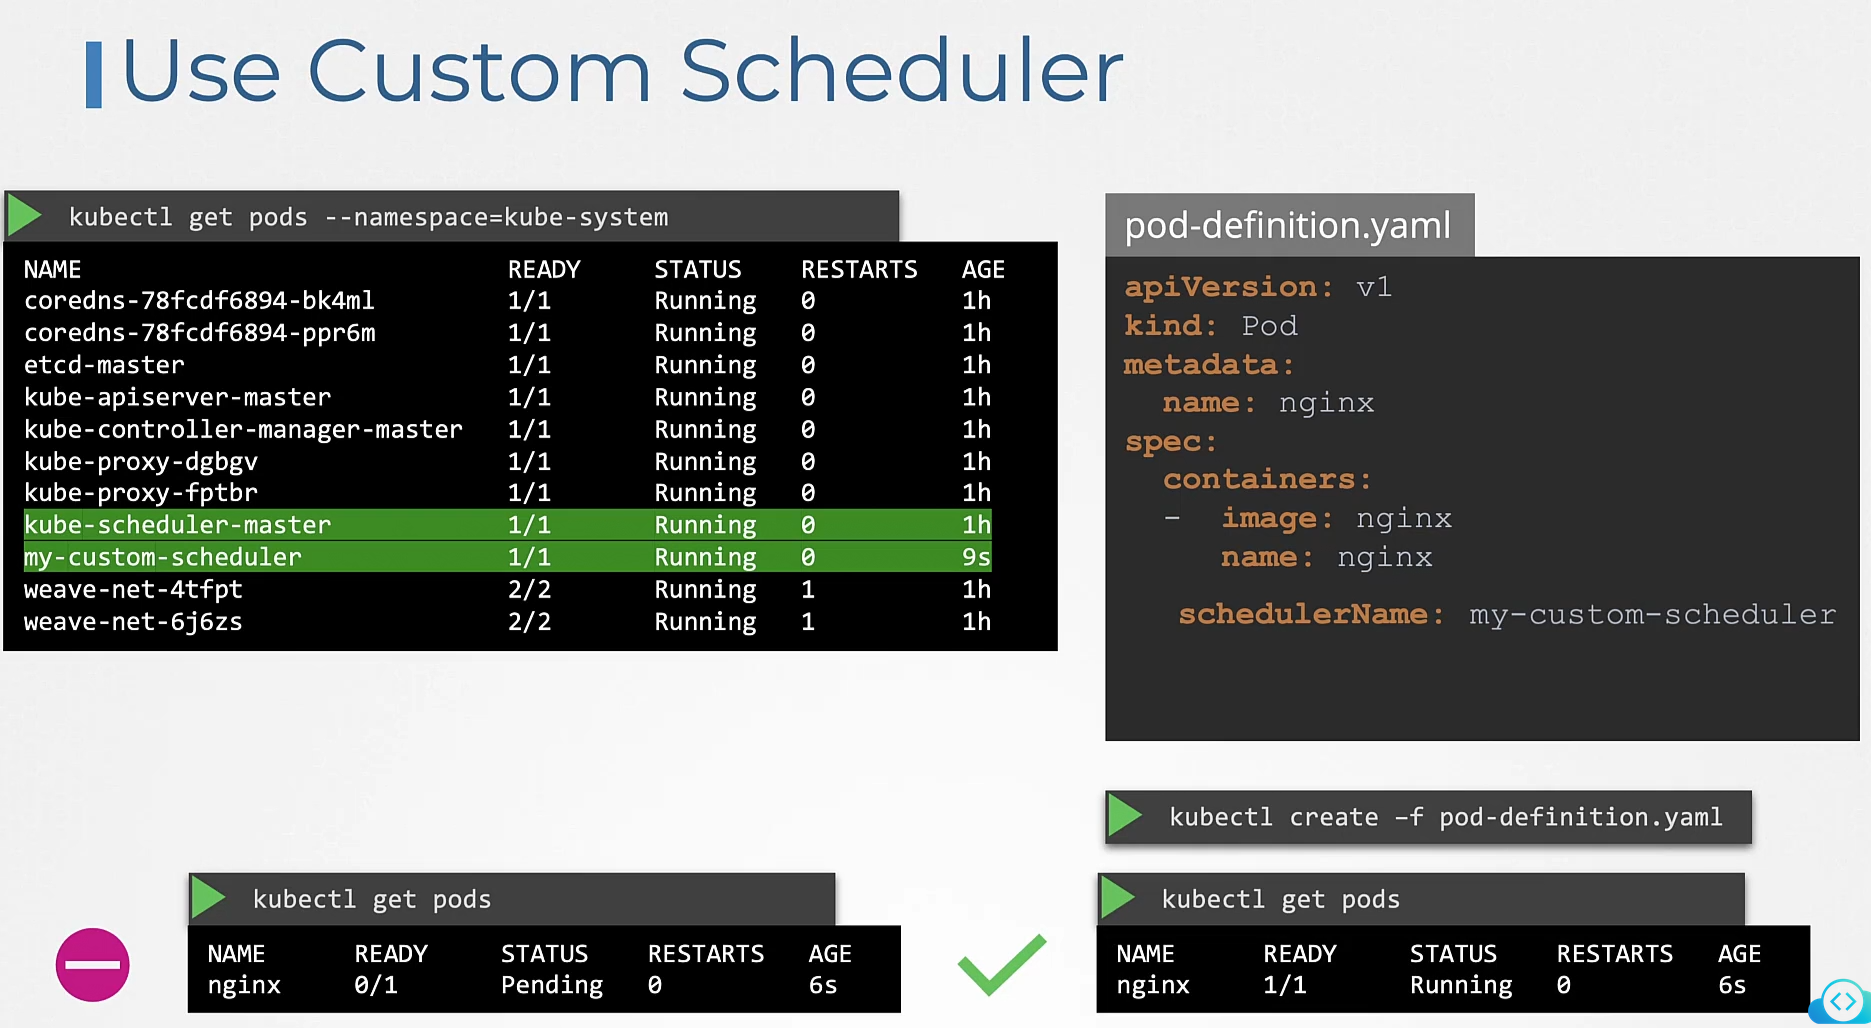 Use Custom Scheduler
kubectl get pods --namespace=kube-system
NAME READY STATUS RESTARTS AGE
coredns-78fcdf6894-bk4ml 1/1 Running 0 1h
coredns-78fcdf6894-ppr6m 1/1 Running 0 1h
etcd-master 1/1 Running 0 1h
kube-apiserver-master 1/1 Running 0 1h
kube-controller-manager-master 1/1 Running 0 1h
kube-proxy-dgbgv 1/1 Running 0 1h
kube-proxy-fptbr 1/1 Running 0 1h
kube-scheduler-master 1/1 Running 0 1h
my-custom-scheduler 1/1 Running 0 9s
weave-net-4tfpt 2/2 Running 1 1h
weave-net-6j6zs 2/2 Running 1 1h
pod-definition.yaml
apiVersion: v1
kind: Pod
metadata:
  name: nginx
spec:
  containers:
  -  image: nginx
     name: nginx
   schedulerName: my-custom-scheduler
kubectl create –f pod-definition.yaml
kubectl get pods
NAME READY STATUS RESTARTS AGE
nginx 0/1 Pending 0 6s
kubectl get pods
NAME READY STATUS RESTARTS AGE
nginx 1/1 Running 0 6s